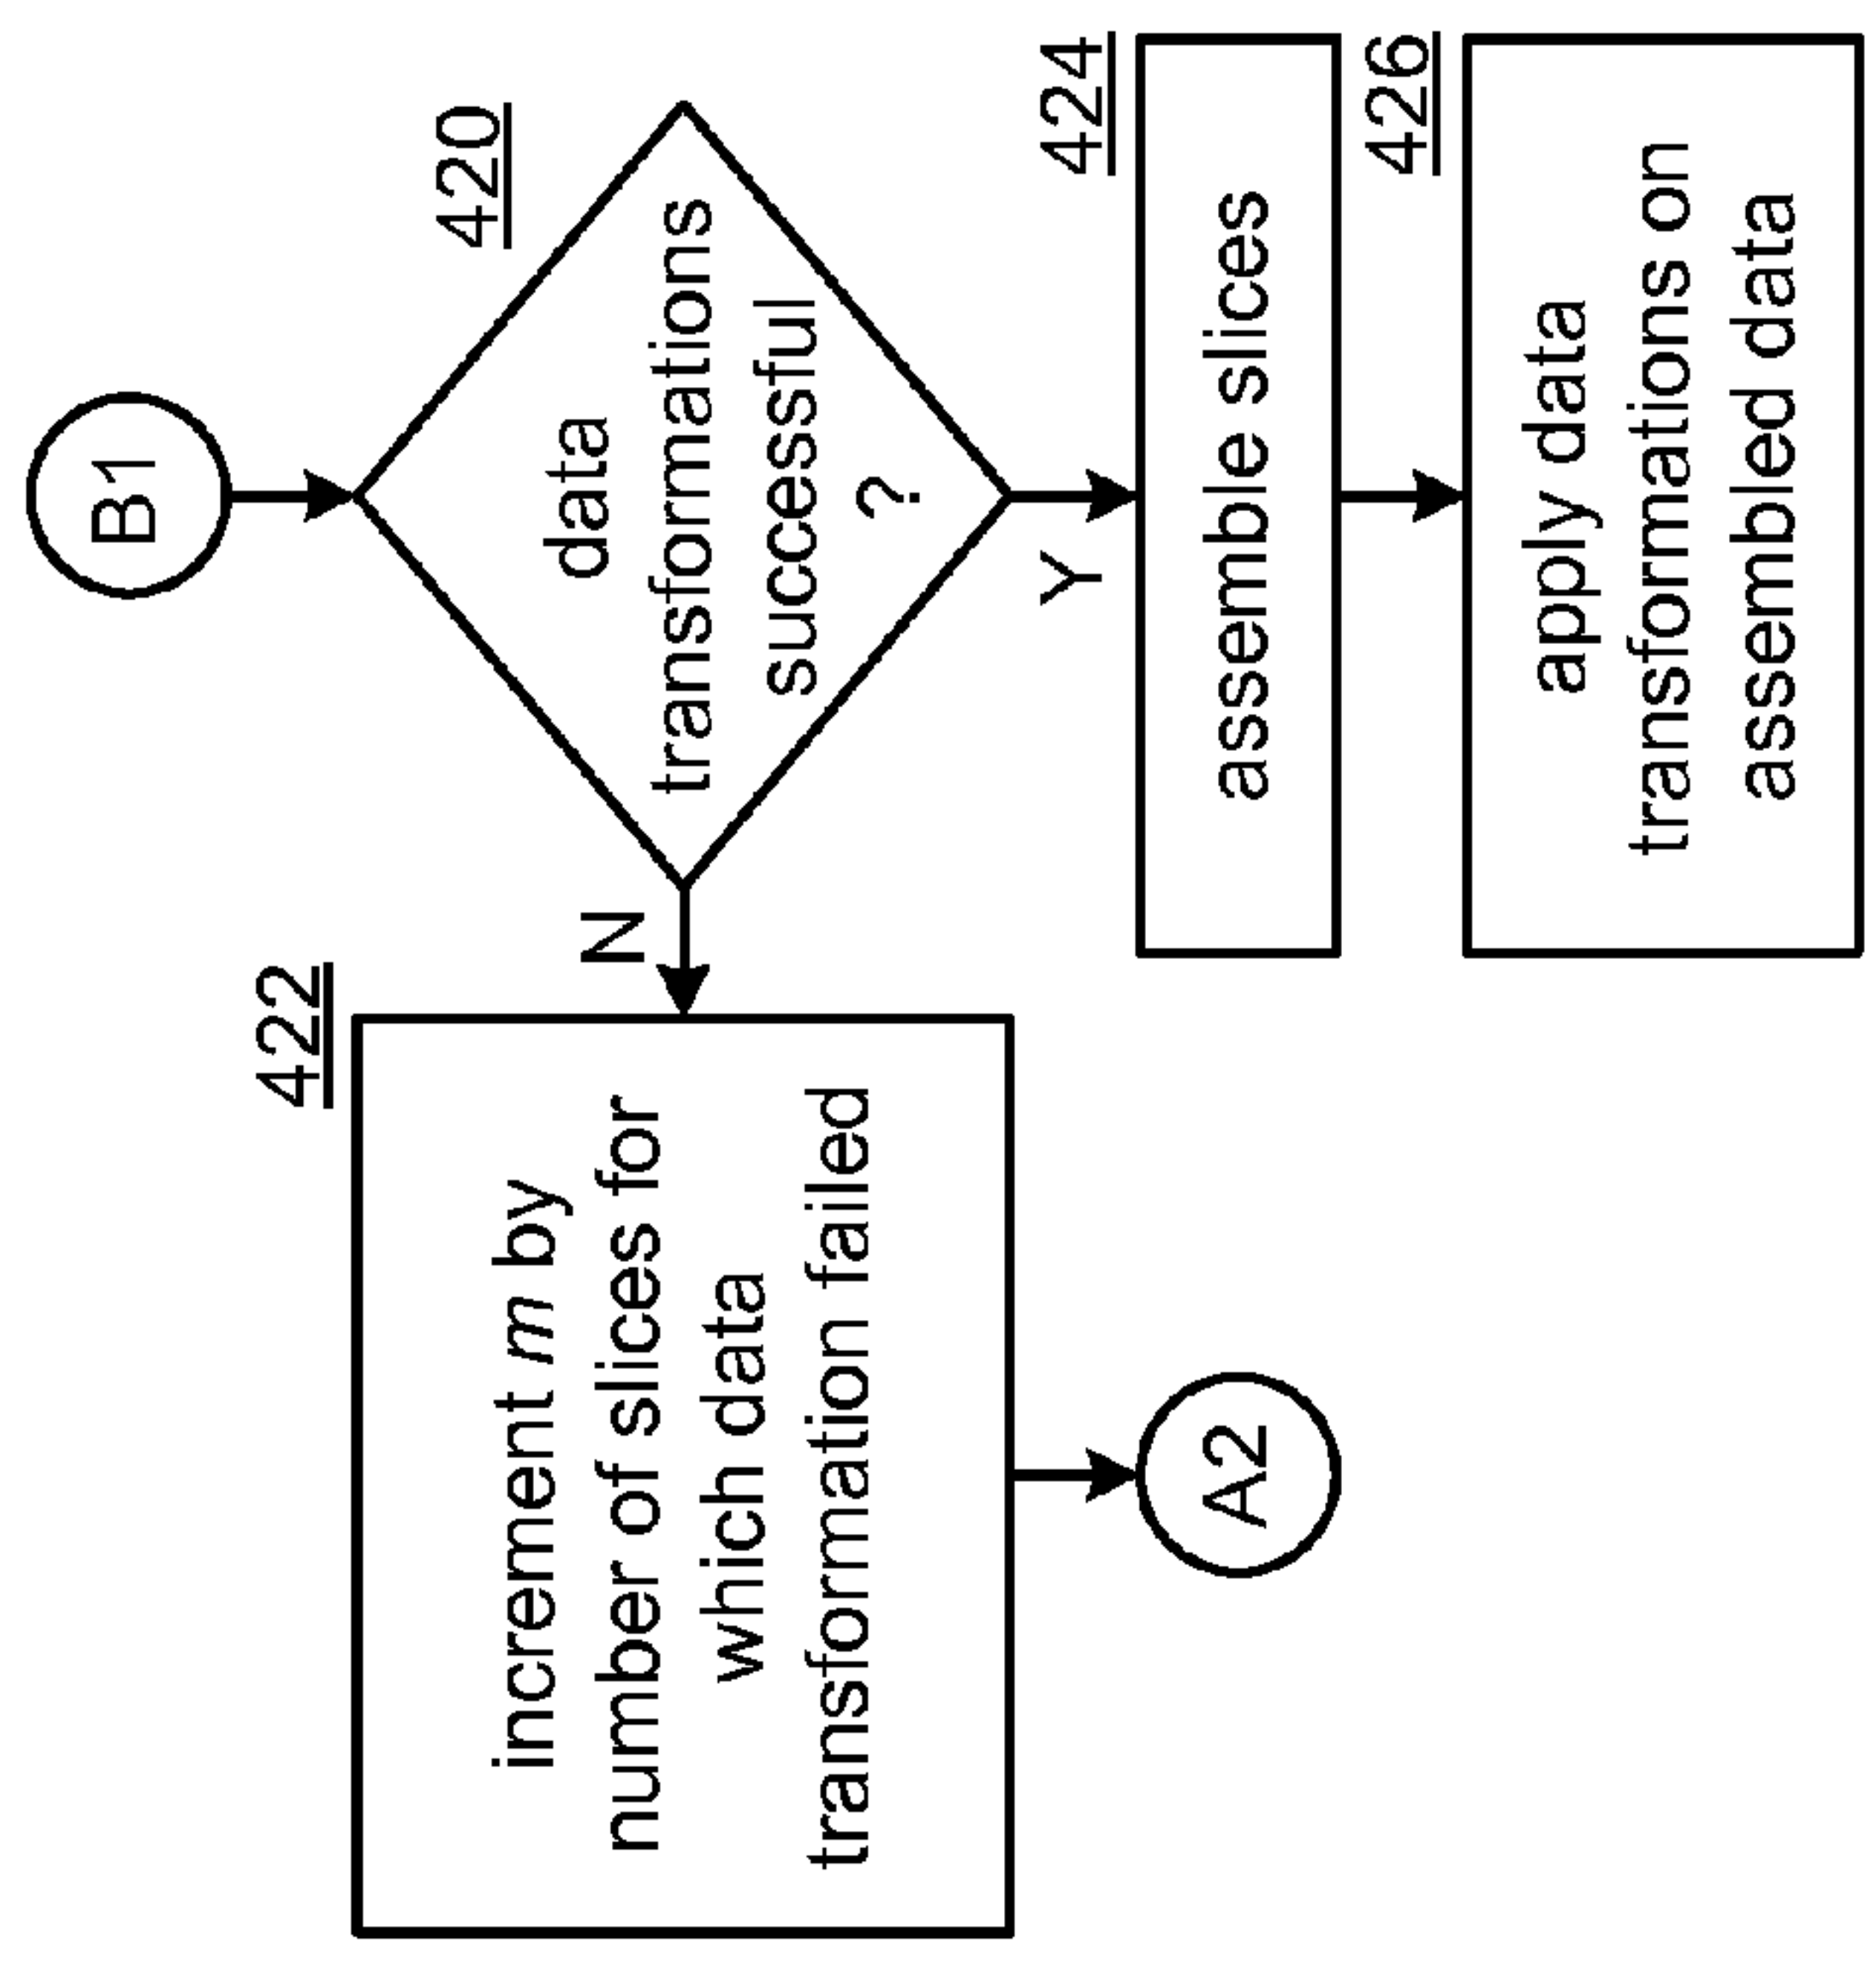 B1
420
data
transformations
successful
?
N
Y
422
increment m by
number of slices for
which data
transformation failed
A2
424
assemble slices
426
apply data
transformations on
assembled data